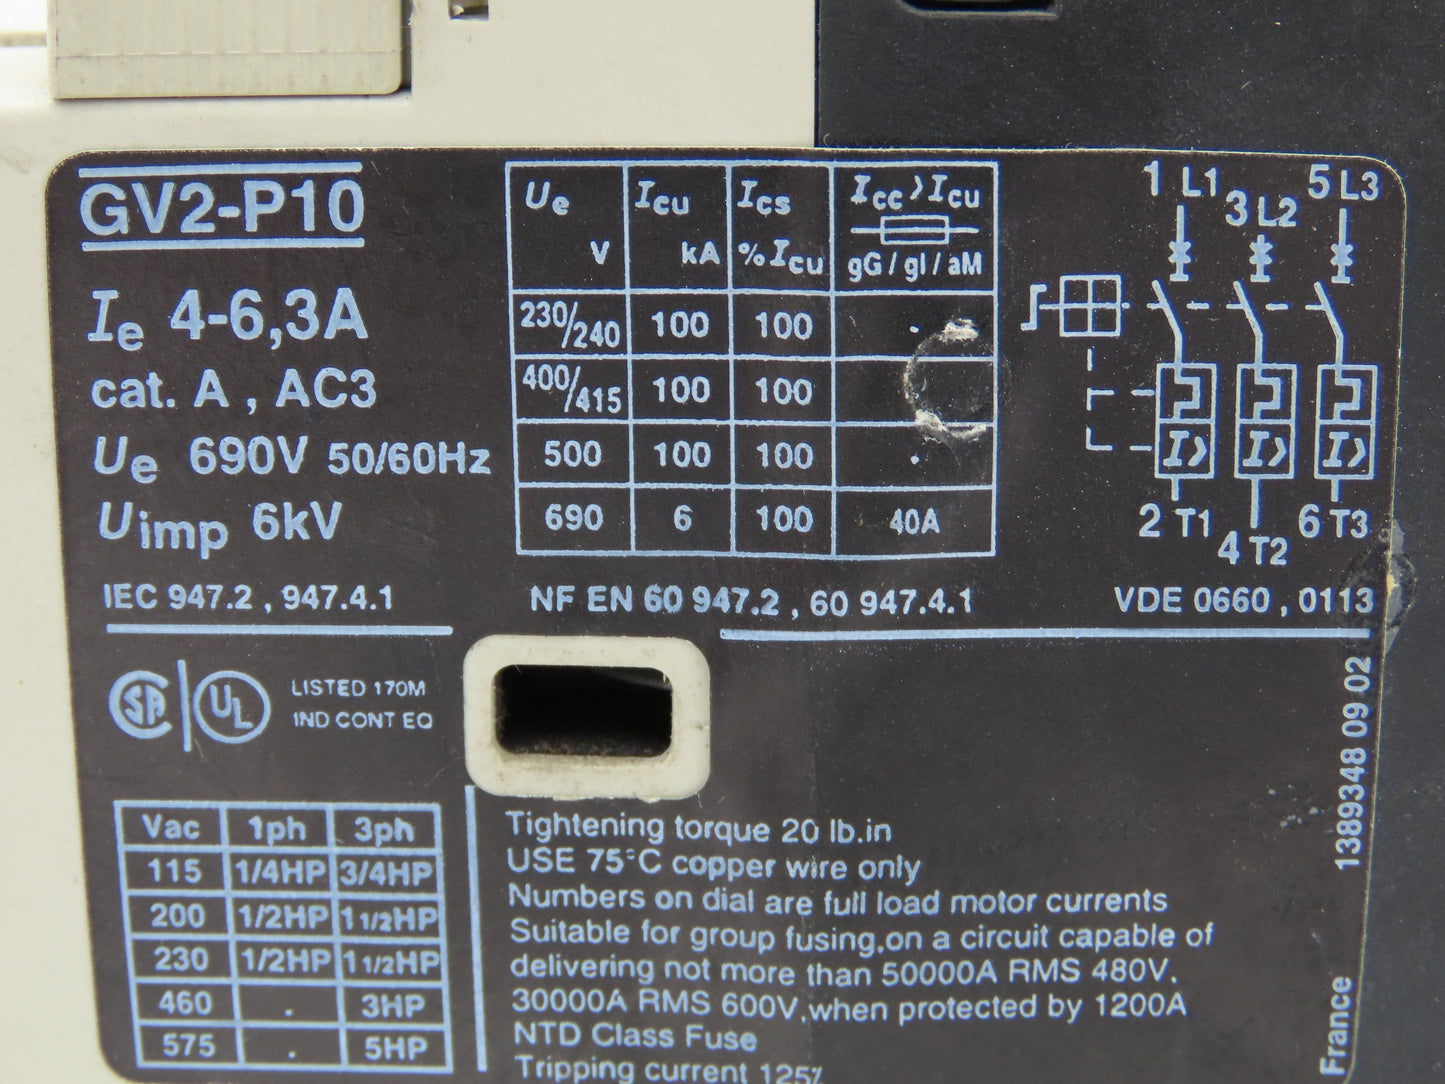 GV2-P10
Ie 4-6,3A
cat. A , AC3
Ue 690V 50/60Hz
Uimp 6kV
IEC 947.2 , 947.4.1
Ue Icu Ics Icc > Icu
V kA % Icu gG / gI / aM
230/240 100 100 .
400/415 100 100
500 100 100 .
690 6 100 40A
NF EN 60 947.2 , 60 947.4.1
1 L1 3 L2 5 L3
I> I> I>
2 T1 4 T2 6 T3
VDE 0660 , 0113
SA UL
LISTED 170M
IND CONT EQ
Vac 1ph 3ph
115 1/4HP 3/4HP
200 1/2HP 1 1/2HP
230 1/2HP 1 1/2HP
460 . 3HP
575 . 5HP
Tightening torque 20 lb.in
USE 75°C copper wire only
Numbers on dial are full load motor currents
Suitable for group fusing,on a circuit capable of
delivering not more than 50000A RMS 480V,
30000A RMS 600V,when protected by 1200A
NTD Class Fuse
Tripping current 125%
France 1389348 09 02